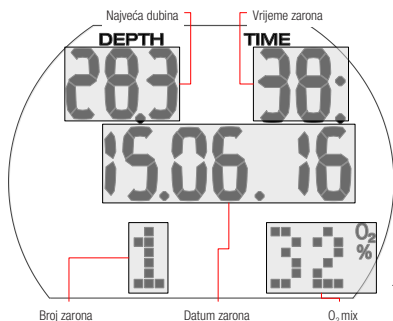 Najveća dubina Vrijeme zarona
DEPTH TIME
28.3 38:
15.06. 16
1 32 O₂ %
Broj zarona Datum zarona O₂ mix